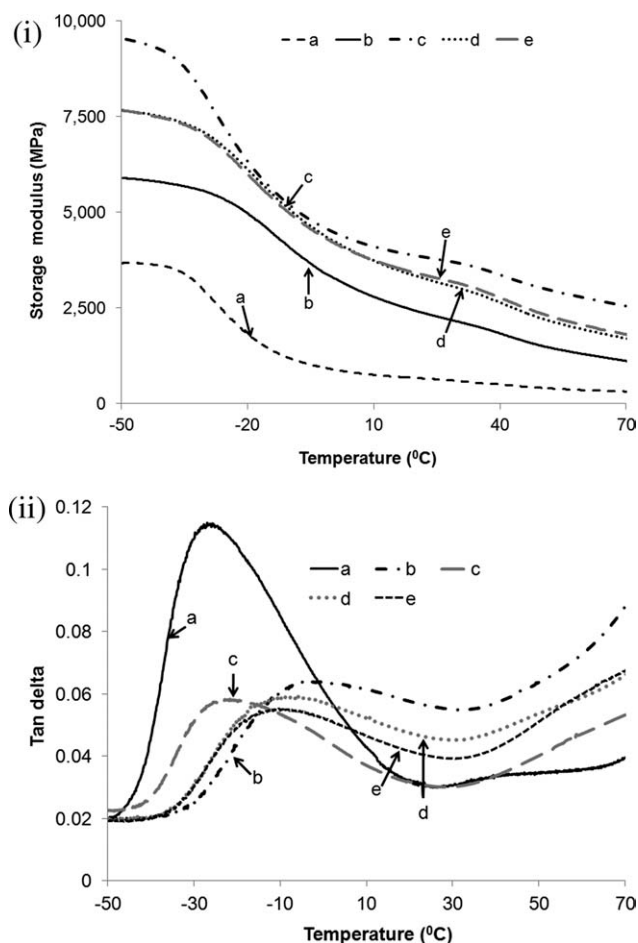 (i)
10,000
a b c d e
7,500
5,000
2,500
0
Storage modulus (MPa)
c
e
b
d
a
-50 -20 10 40 70
Temperature (⁰C)
(ii)
0.12
0.1
0.08
0.06
0.04
0.02
0
Tan delta
a b c
d e
a
c
b
e
d
-50 -30 -10 10 30 50 70
Temperature (⁰C)